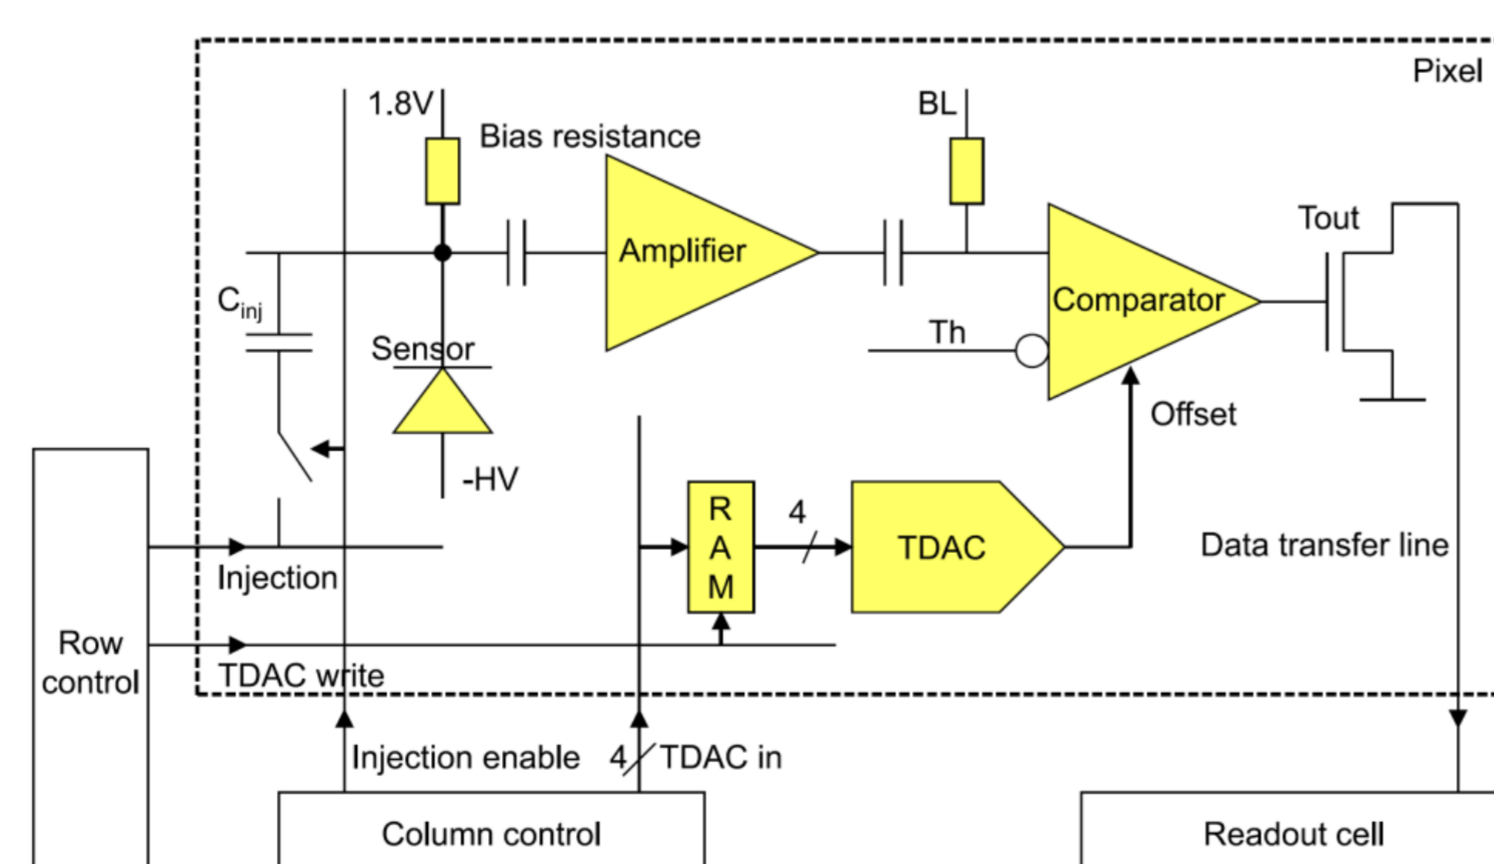 Pixel
1.8V
BL
Bias resistance
Tout
Amplifier
Cinj
Comparator
Th
Sensor
Offset
-HV
R
A
M
4
TDAC
Data transfer line
Injection
Row
control
TDAC write
Injection enable
4
TDAC in
Column control
Readout cell